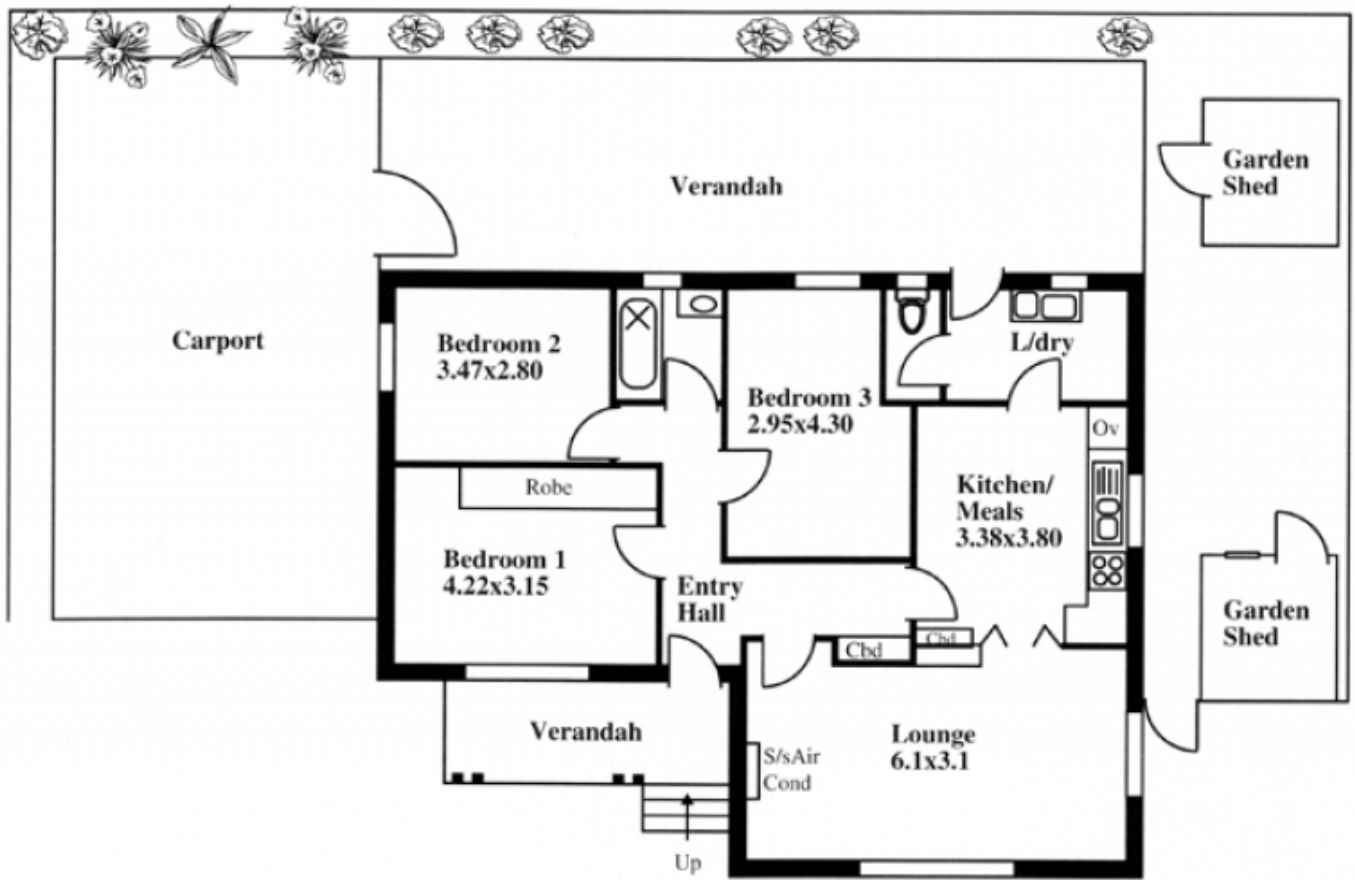 Garden
Shed
Verandah
Carport
Bedroom 2
3.47x2.80
L/dry
Bedroom 3
2.95x4.30
Ov
Robe
Kitchen/
Meals
3.38x3.80
Bedroom 1
4.22x3.15
Entry
Hall
Garden
Shed
Cbd
Cbd
Verandah
Lounge
6.1x3.1
S/sAir
Cond
Up